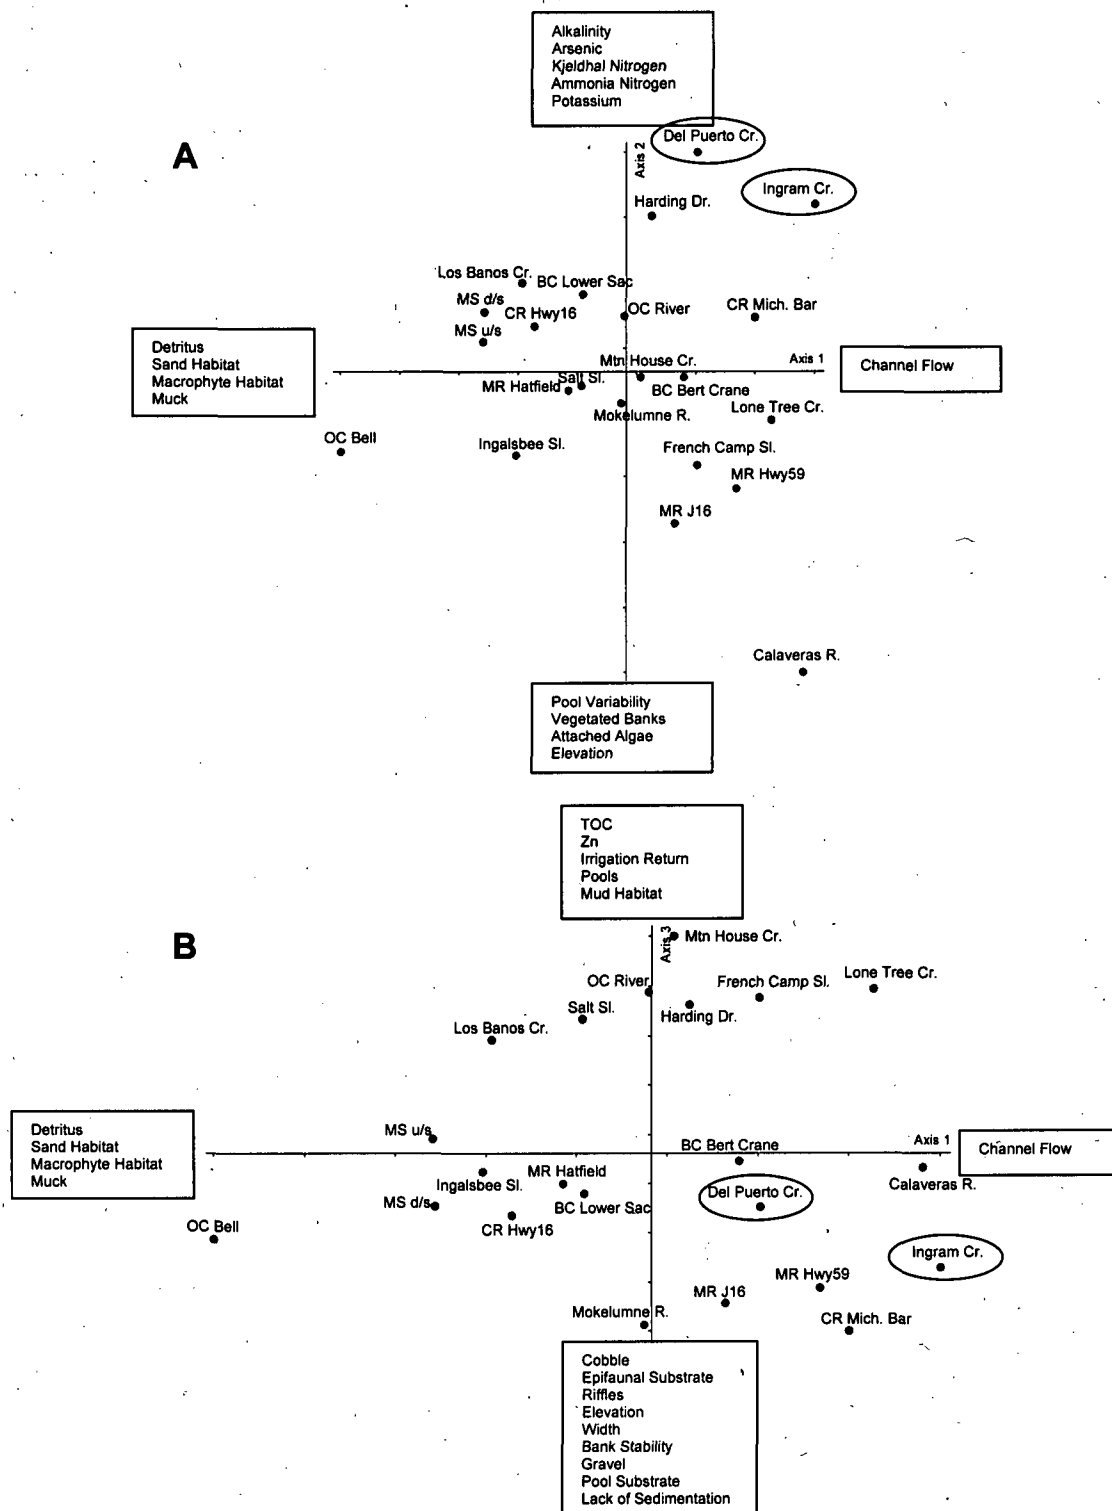 Alkalinity
Arsenic
Kjeldhal Nitrogen
Ammonia Nitrogen
Potassium
A
Axis 2
Del Puerto Cr.
Ingram Cr.
Harding Dr.
Los Banos Cr.
BC Lower Sac
MS d/s
CR Hwy16
OC River
CR Mich. Bar
MS u/s
Detritus
Sand Habitat
Macrophyte Habitat
Muck
Mtn House Cr.
Axis 1
Channel Flow
Salt Sl.
MR Hatfield
BC Bert Crane
Mokelumne R.
Lone Tree Cr.
OC Bell
Ingalsbee Sl.
French Camp Sl.
MR Hwy59
MR J16
Calaveras R.
Pool Variability
Vegetated Banks
Attached Algae
Elevation
TOC
Zn
Irrigation Return
Pools
Mud Habitat
B
Axis 3
Mtn House Cr.
OC River
French Camp Sl.
Lone Tree Cr.
Salt Sl.
Harding Dr.
Los Banos Cr.
Detritus
Sand Habitat
Macrophyte Habitat
Muck
MS u/s
BC Bert Crane
Axis 1
Channel Flow
MR Hatfield
Ingalsbee Sl.
Calaveras R.
Del Puerto Cr.
MS d/s
BC Lower Sac
OC Bell
CR Hwy16
Ingram Cr.
MR Hwy59
MR J16
Mokelumne R.
CR Mich. Bar
Cobble
Epifaunal Substrate
Riffles
Elevation
Width
Bank Stability
Gravel
Pool Substrate
Lack of Sedimentation